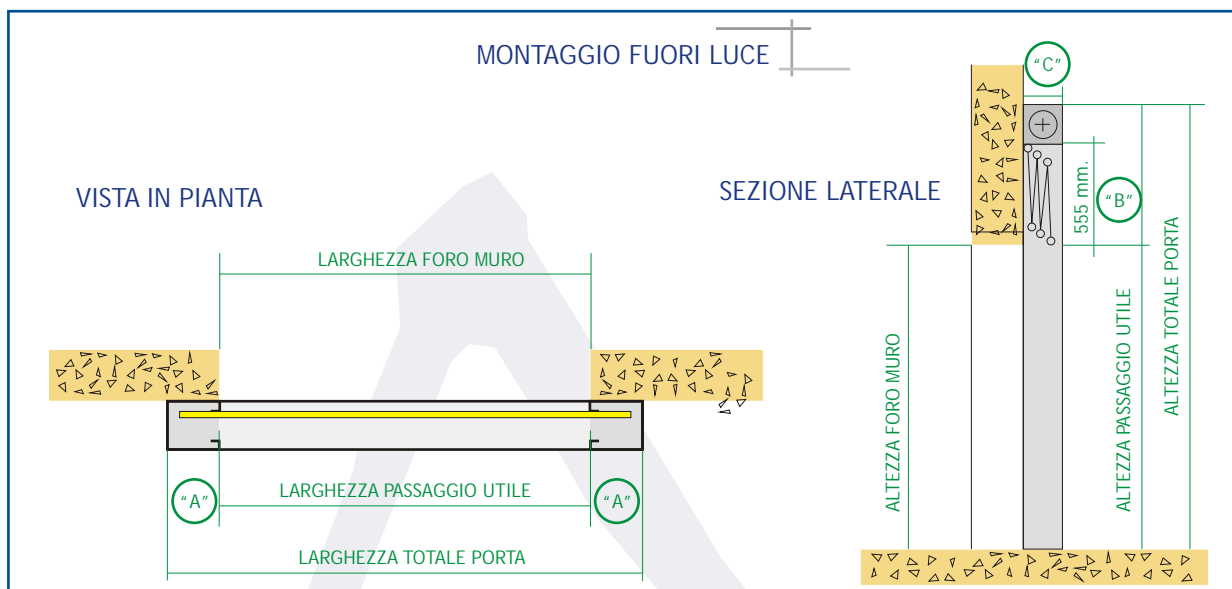 MONTAGGIO FUORI LUCE
VISTA IN PIANTA
LARGHEZZA FORO MURO
"A"
LARGHEZZA PASSAGGIO UTILE
"A"
LARGHEZZA TOTALE PORTA
SEZIONE LATERALE
"C"
555 mm.
"B"
ALTEZZA FORO MURO
ALTEZZA PASSAGGIO UTILE
ALTEZZA TOTALE PORTA